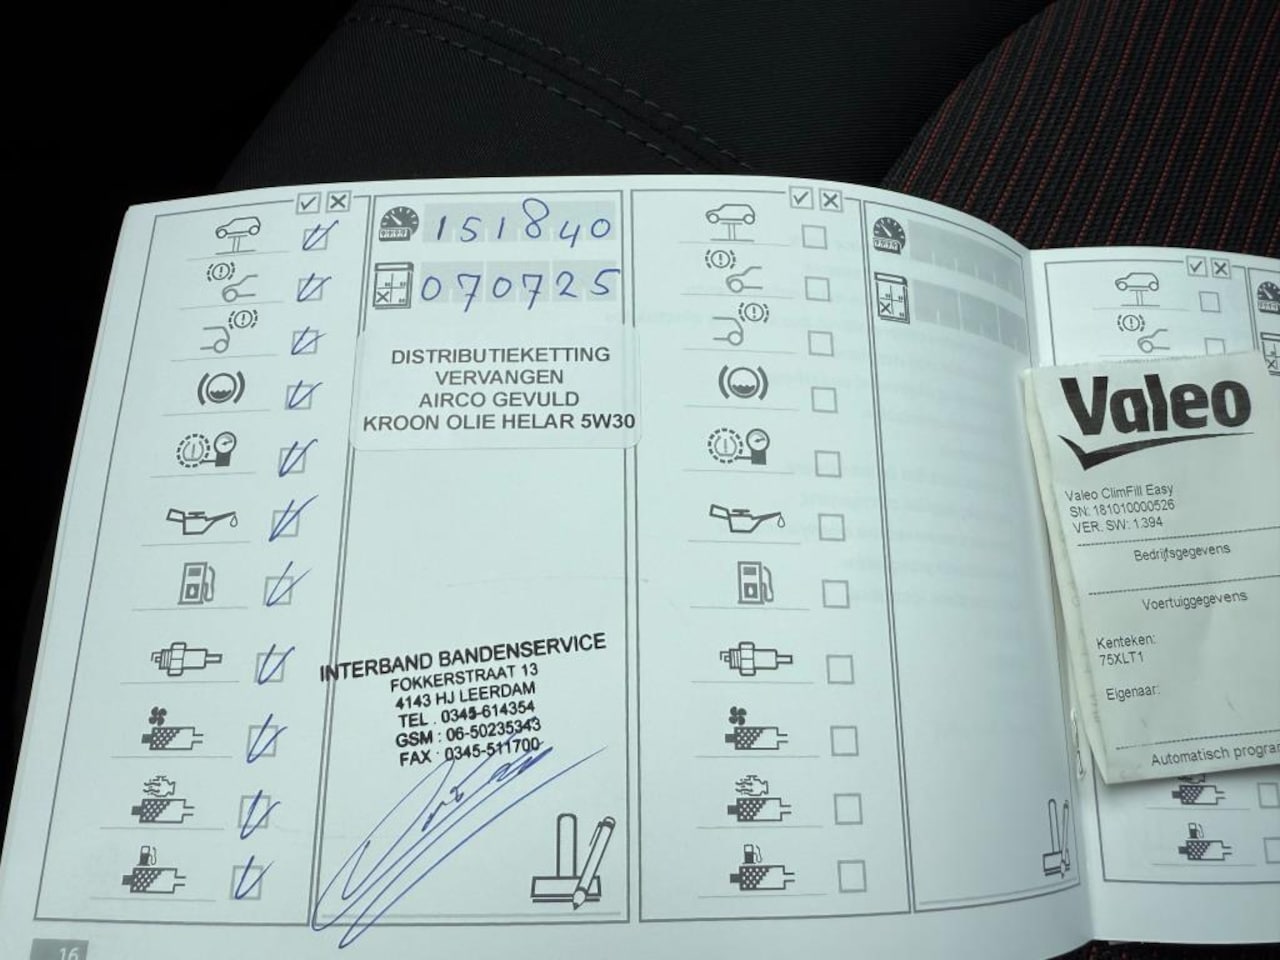 151840
070725
DISTRIBUTIEKETTING
VERVANGEN
AIRCO GEVULD
KROON OLIE HELAR 5W30
INTERBAND BANDENSERVICE
FOKKERSTRAAT 13
4143 HJ LEERDAM
TEL. 0345-614354
GSM : 06-50235343
FAX : 0345-511700
16
Valeo
Valeo ClimFill Easy
SN: 181010000526
VER. SW: 1.394
Bedrijfsgegevens
Voertuiggegevens
Kenteken:
75XLT1
Eigenaar:
Automatisch